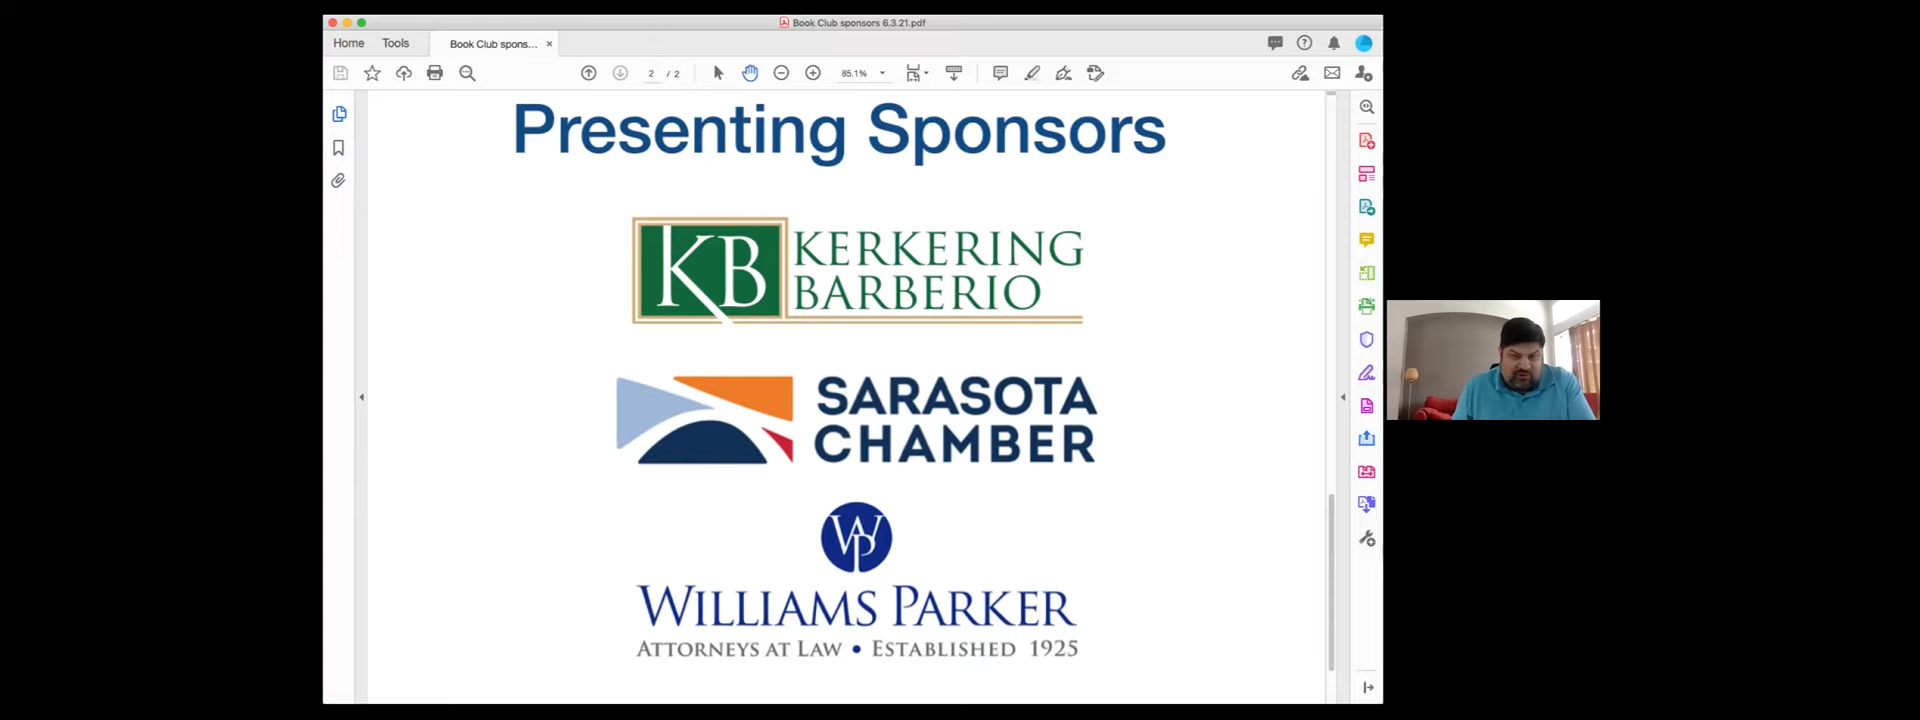 Book Club sponsors 6.3.21.pdf
Home Tools Book Club spons... ×
2 / 2 85.1%
Presenting Sponsors
KB KERKERING
BARBERIO
SARASOTA
CHAMBER
WP
WILLIAMS PARKER
ATTORNEYS AT LAW • ESTABLISHED 1925